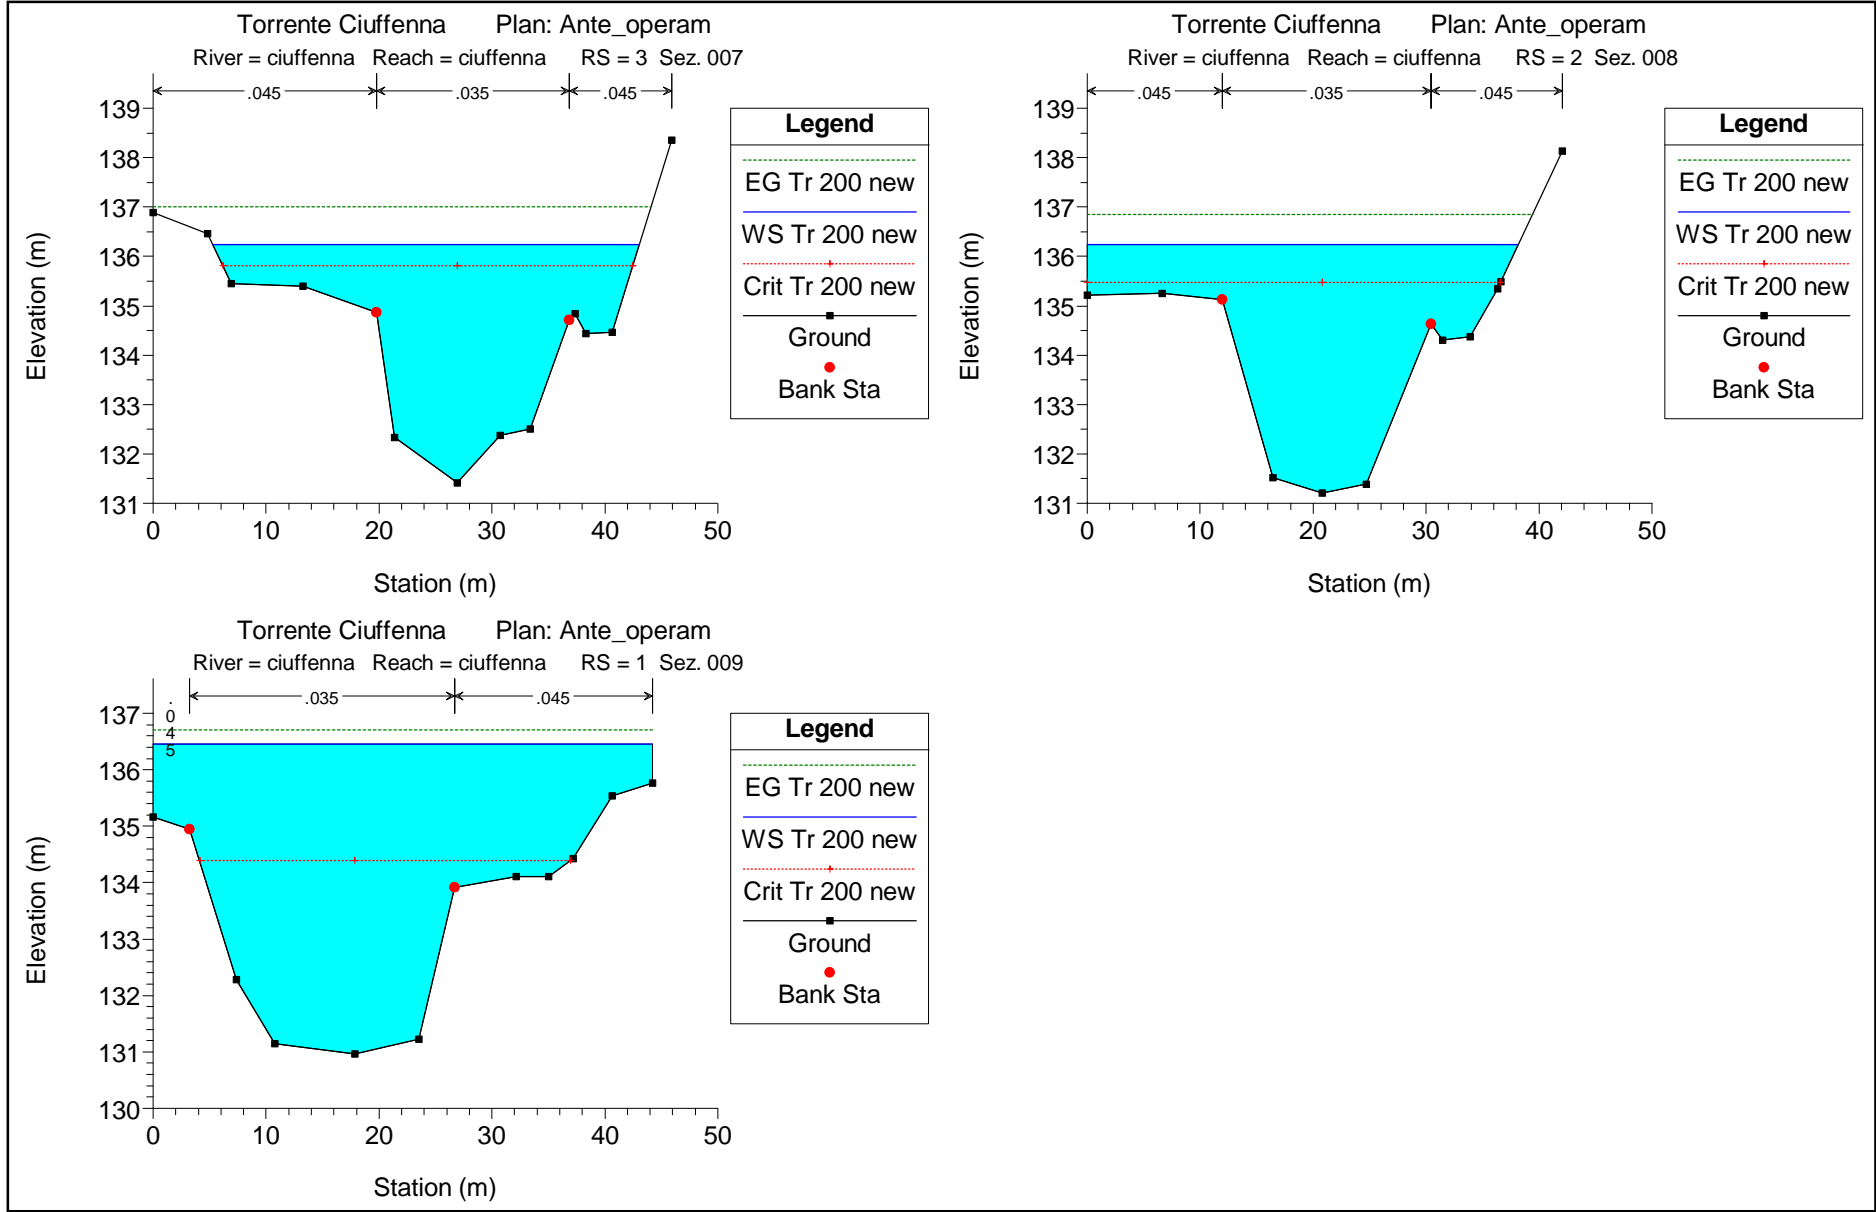 Torrente Ciuffenna Plan: Ante_operam
River = ciuffenna Reach = ciuffenna RS = 3 Sez. 007
.045 .035 .045
139
138
137
136
135
134
133
132
131
0 10 20 30 40 50
Station (m)
Elevation (m)
Legend
EG Tr 200 new
WS Tr 200 new
Crit Tr 200 new
Ground
Bank Sta
Torrente Ciuffenna Plan: Ante_operam
River = ciuffenna Reach = ciuffenna RS = 2 Sez. 008
.045 .035 .045
139
138
137
136
135
134
133
132
131
0 10 20 30 40 50
Station (m)
Elevation (m)
Legend
EG Tr 200 new
WS Tr 200 new
Crit Tr 200 new
Ground
Bank Sta
Torrente Ciuffenna Plan: Ante_operam
River = ciuffenna Reach = ciuffenna RS = 1 Sez. 009
.045 .035 .045
137
136
135
134
133
132
131
130
0 10 20 30 40 50
Station (m)
Elevation (m)
Legend
EG Tr 200 new
WS Tr 200 new
Crit Tr 200 new
Ground
Bank Sta